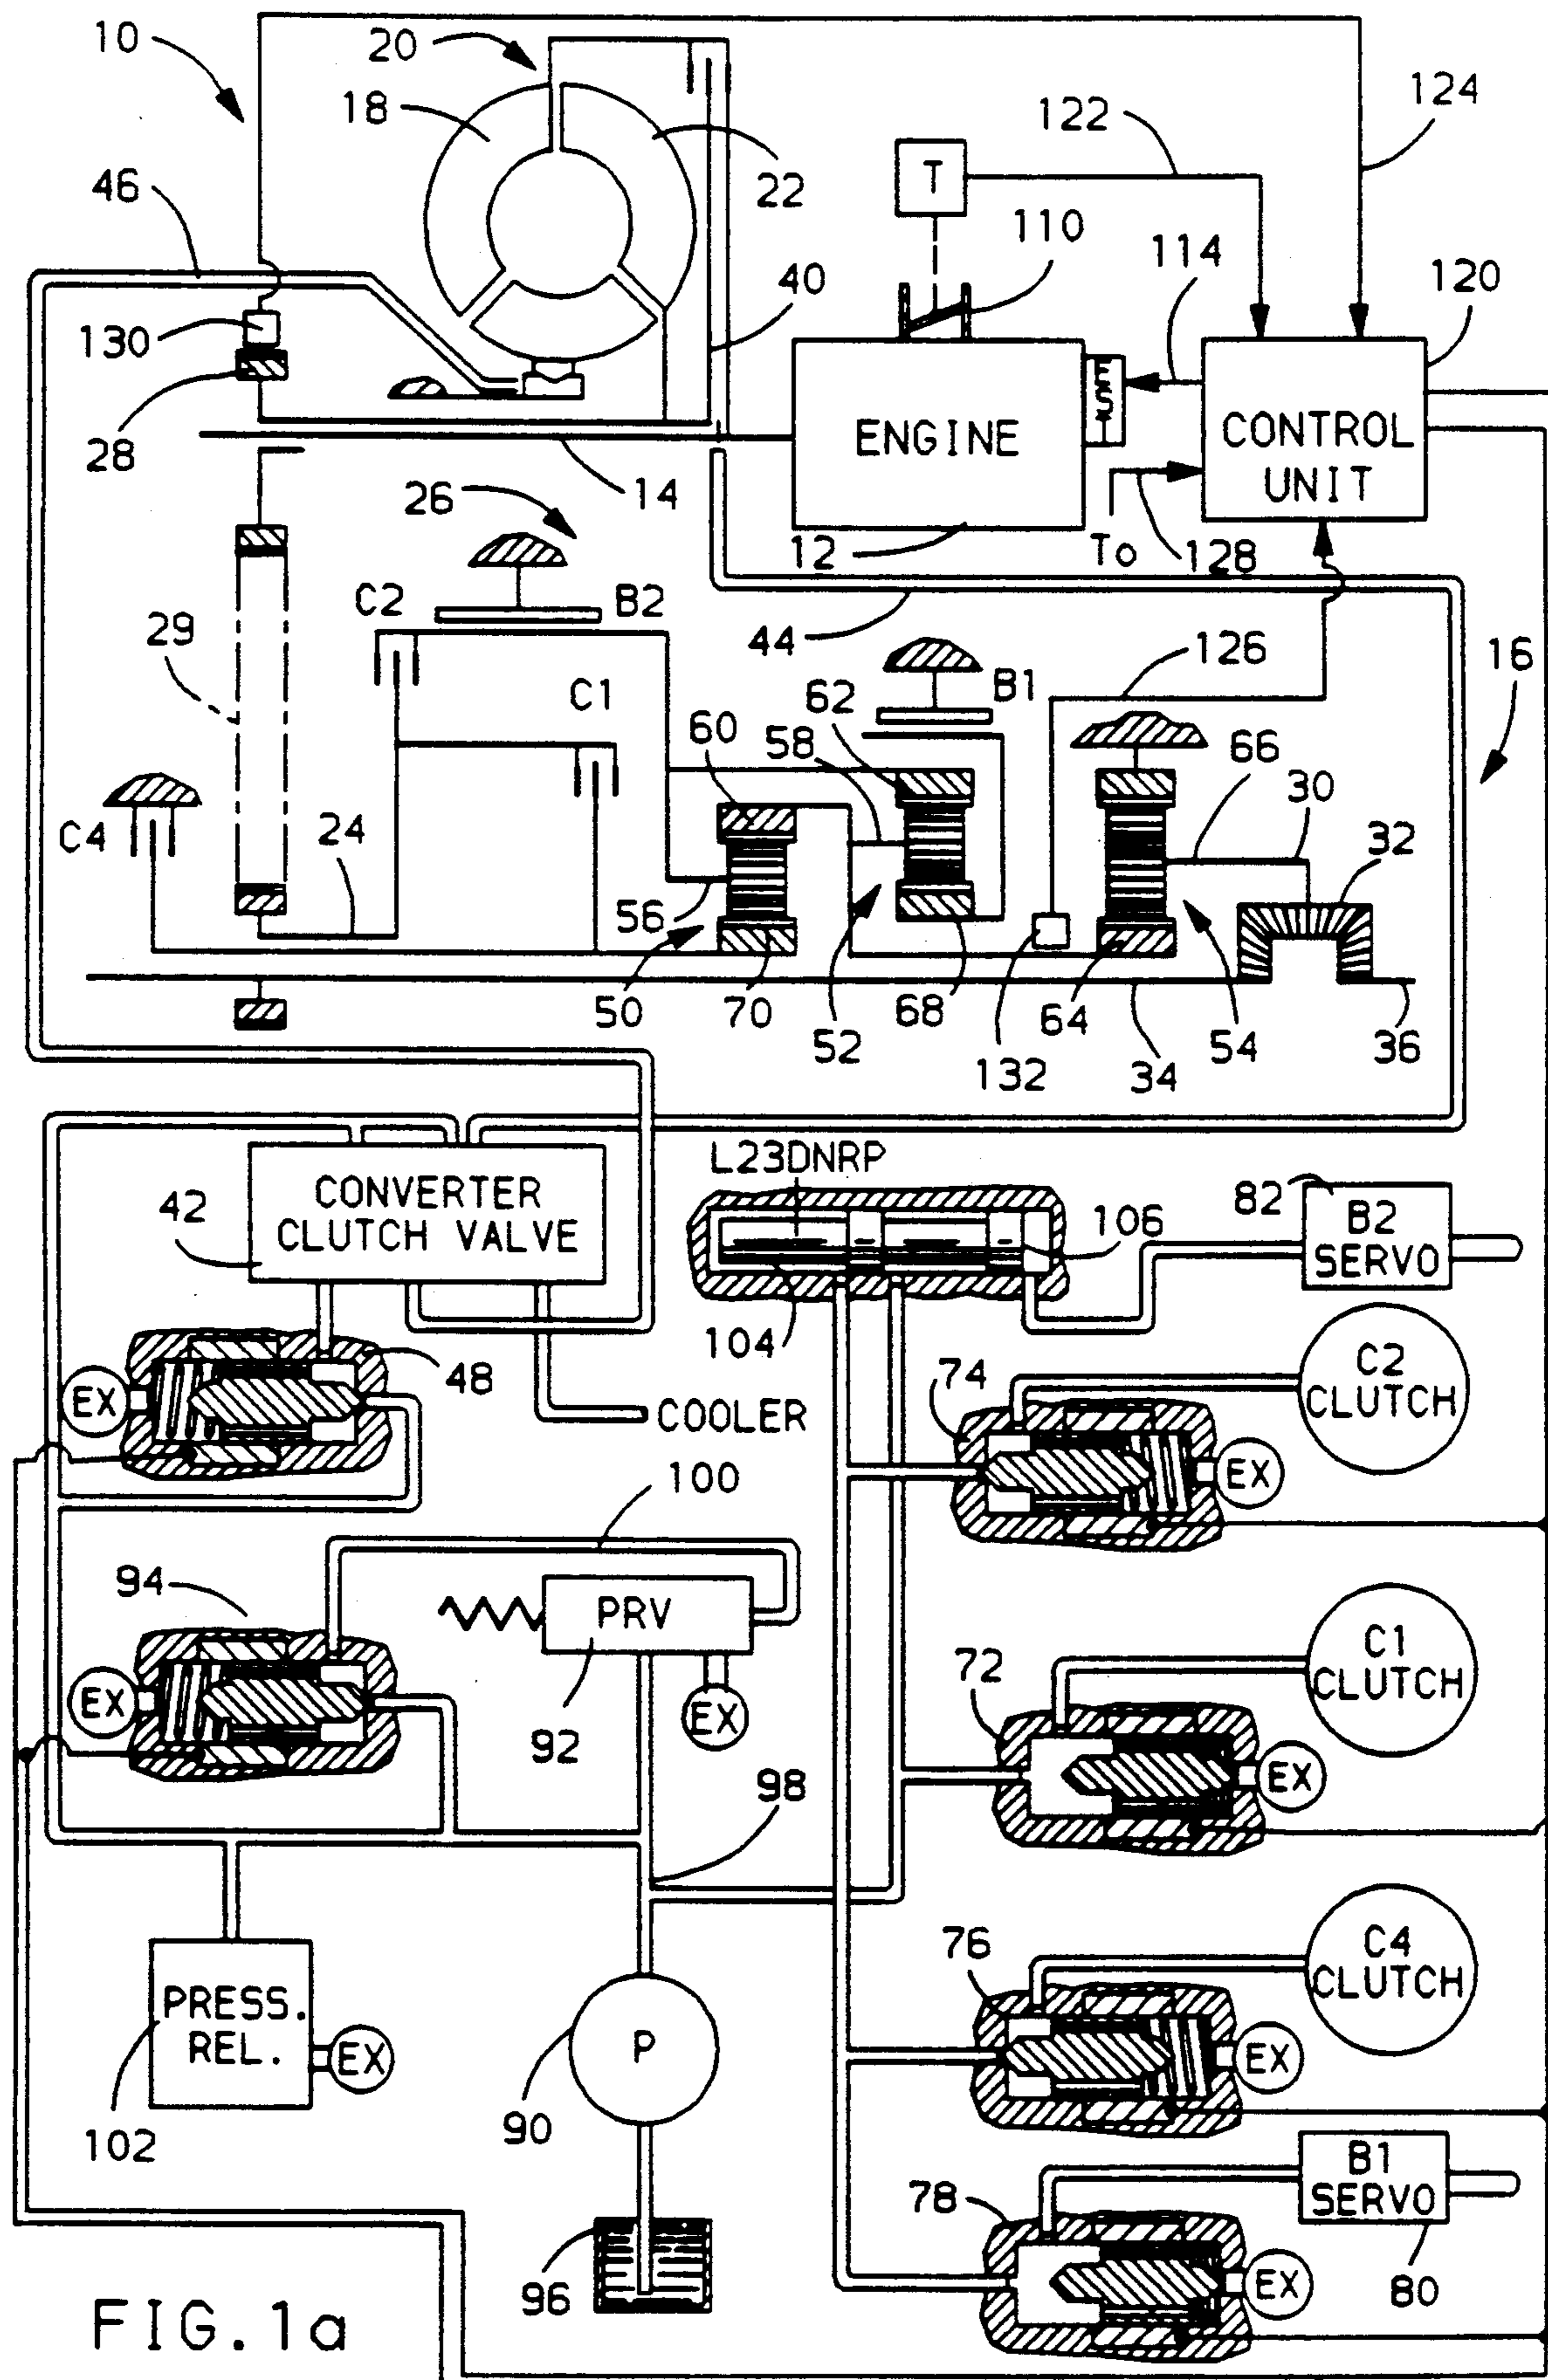 10
20
18
22
122
124
T
46
110
114
40
120
130
28
ENGINE
CONTROL
UNIT
14
26
12
To
128
C2
B2
44
29
126
16
C1
62
B1
60
58
66
30
C4
24
32
56
50
70
52
68
132
64
34
54
36
L23DNRP
82
42
CONVERTER
CLUTCH VALVE
106
B2
SERVO
104
48
EX
74
C2
CLUTCH
COOLER
EX
100
94
PRV
C1
CLUTCH
72
EX
92
EX
EX
98
76
C4
CLUTCH
PRESS.
REL.
EX
P
EX
102
90
B1
SERVO
78
96
EX
80
FIG. 1a